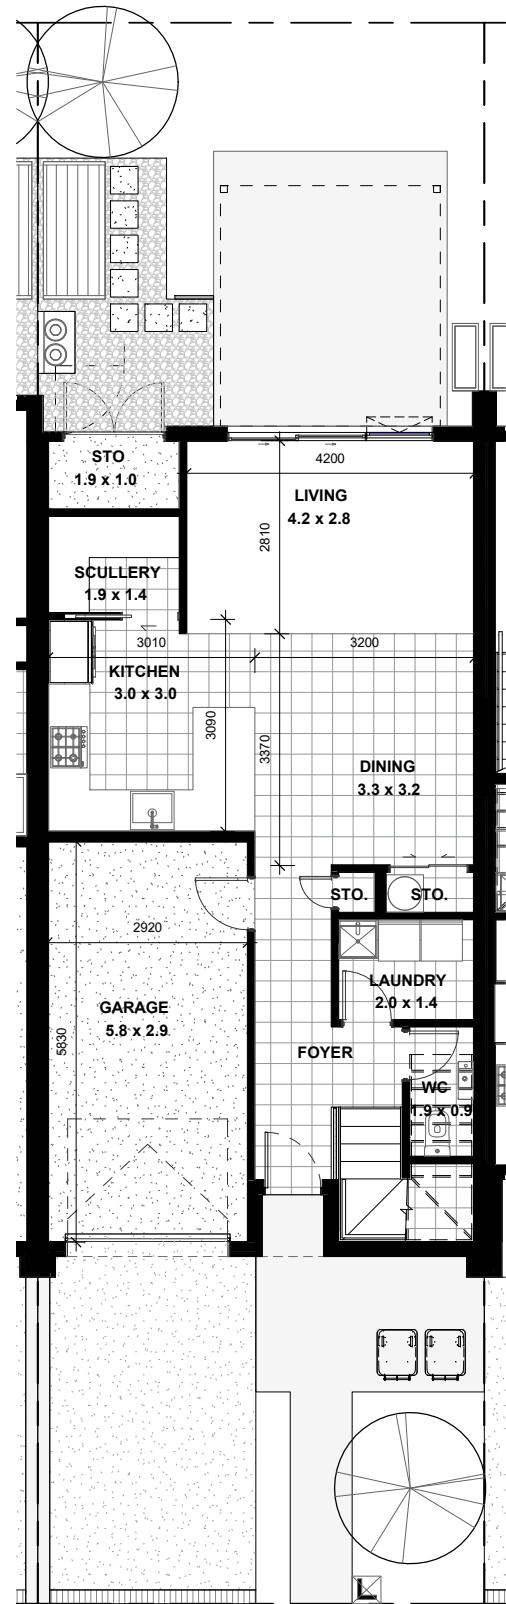 STO
1.9 x 1.0
4200
LIVING
4.2 x 2.8
2810
SCULLERY
1.9 x 1.4
3010
3200
KITCHEN
3.0 x 3.0
3090
3370
DINING
3.3 x 3.2
STO.
STO.
2920
LAUNDRY
2.0 x 1.4
GARAGE
5.8 x 2.9
5830
FOYER
WC
1.9 x 0.9
L